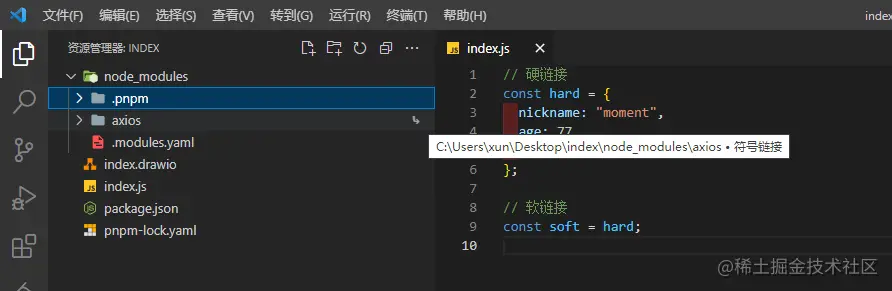 文件(F) 编辑(E) 选择(S) 查看(V) 转到(G) 运行(R) 终端(T) 帮助(H) index
资源管理器: INDEX
node_modules
.pnpm
axios
.modules.yaml
index.drawio
index.js
package.json
pnpm-lock.yaml
index.js
1 // 硬链接
2 const hard = {
3 nickname: "moment",
4 age: 77
C:\Users\xun\Desktop\index\node_modules\axios • 符号链接
6 };
7
8 // 软链接
9 const soft = hard;
10
@稀土掘金技术社区